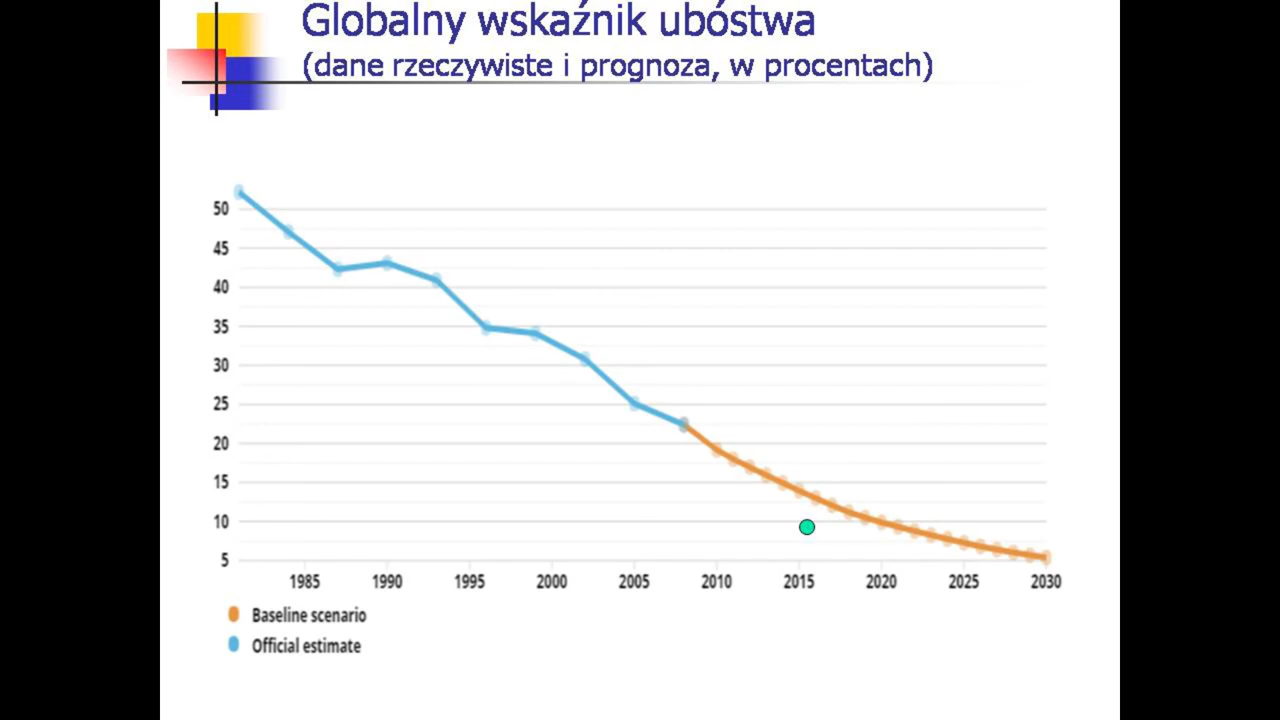 Globalny wskaźnik ubóstwa
(dane rzeczywiste i prognoza, w procentach)
50
45
40
35
30
25
20
15
10
5
1985 1990 1995 2000 2005 2010 2015 2020 2025 2030
Baseline scenario
Official estimate